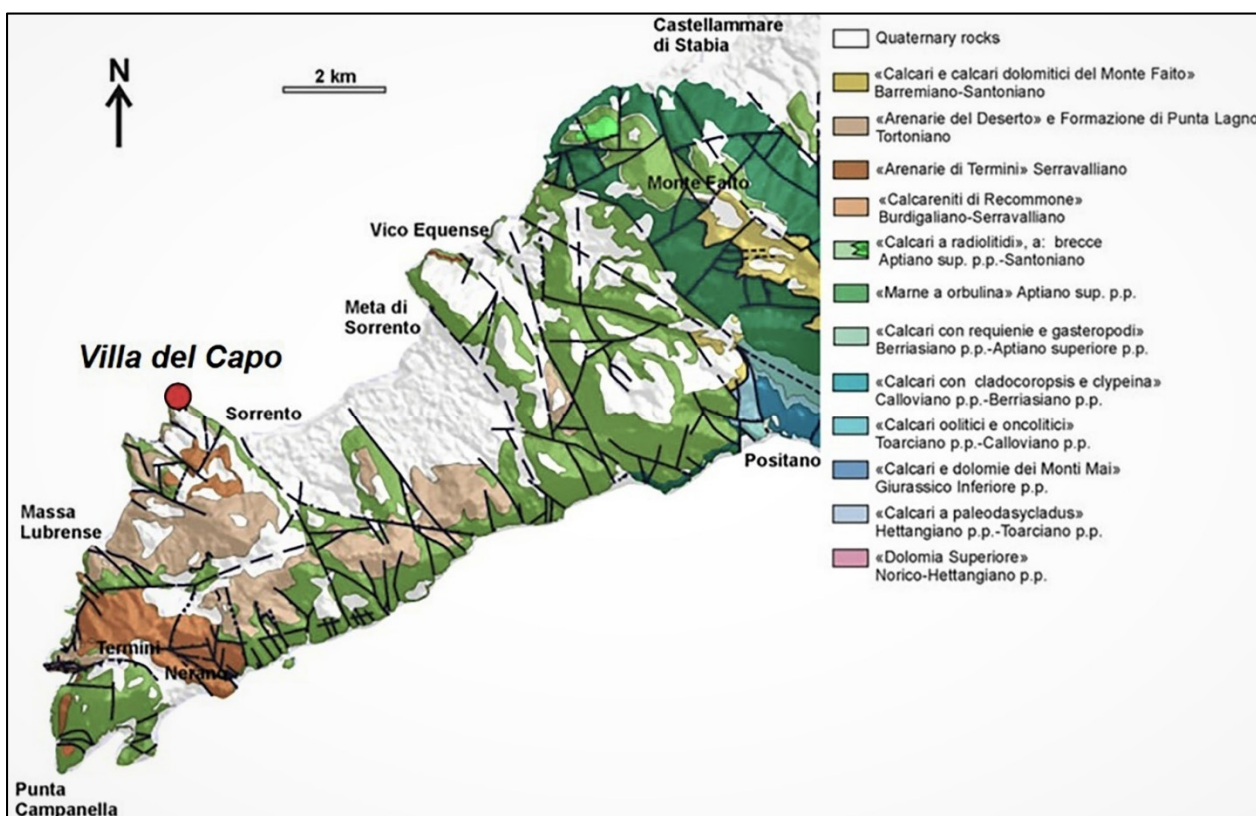 Castellammare
di Stabia
N
2 km
Monte Faito
Vico Equense
Meta di
Sorrento
Villa del Capo
Sorrento
Positano
Massa
Lubrense
Termini
Nerano
Punta
Campanella
Quaternary rocks
«Calcari e calcari dolomitici del Monte Faito»
Barremiano-Santoniano
«Arenarie del Deserto» e Formazione di Punta Lagno
Tortoniano
«Arenarie di Termini» Serravalliano
«Calcareniti di Recommone»
Burdigaliano-Serravalliano
«Calcari a radiolitidi», a: brecce
Aptiano sup. p.p.-Santoniano
«Marne a orbulina» Aptiano sup. p.p.
«Calcari con requienie e gasteropodi»
Berriasiano p.p.-Aptiano superiore p.p.
«Calcari con cladocoropsis e clypeina»
Calloviano p.p.-Berriasiano p.p.
«Calcari oolitici e oncolitici»
Toarciano p.p.-Calloviano p.p.
«Calcari e dolomie dei Monti Mai»
Giurassico Inferiore p.p.
«Calcari a paleodasycladus»
Hettangiano p.p.-Toarciano p.p.
«Dolomia Superiore»
Norico-Hettangiano p.p.